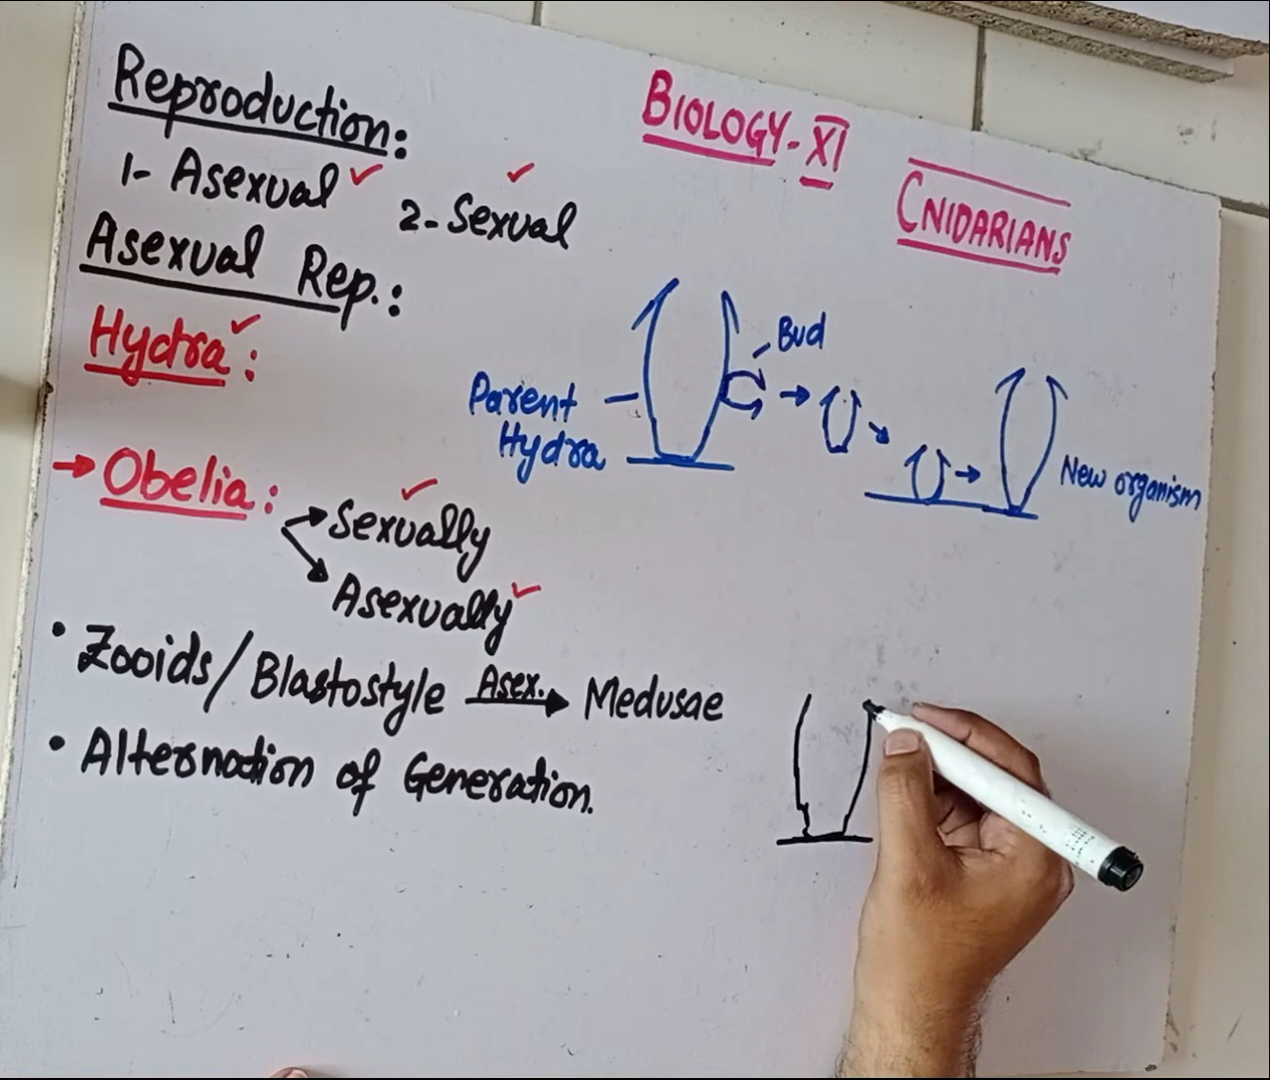 BIOLOGY-XI
CNIDARIANS
Reproduction:
1- Asexual ✓ 2- Sexual ✓
Asexual Rep.:
Hydra ✓:
Parent
Hydra
Bud
New organism
→ Obelia:
Sexually ✓
Asexually ✓
• Zooids/Blastostyle Asex. → Medusae
• Alternation of Generation.